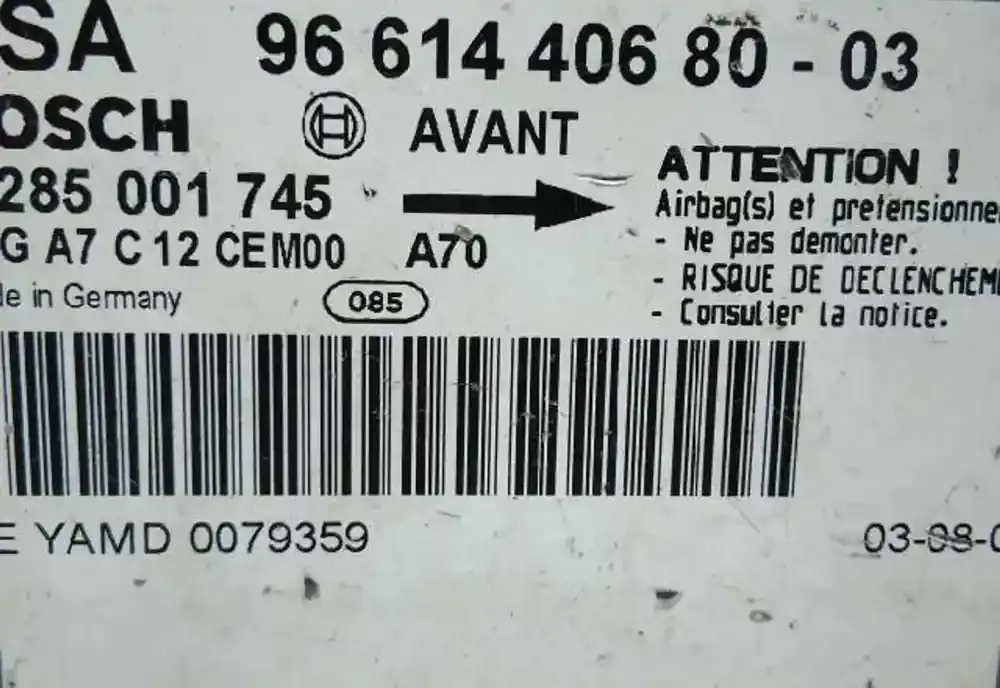 SA 96 614 406 80 - 03
OSCH AVANT
285 001 745
G A7 C 12 CEM00 A70
de in Germany 085
ATTENTION !
Airbag(s) et pretensionne
- Ne pas demonter.
- RISQUE DE DECLENCHEM
- Consulter la notice.
E YAMD 0079359
03-08-0